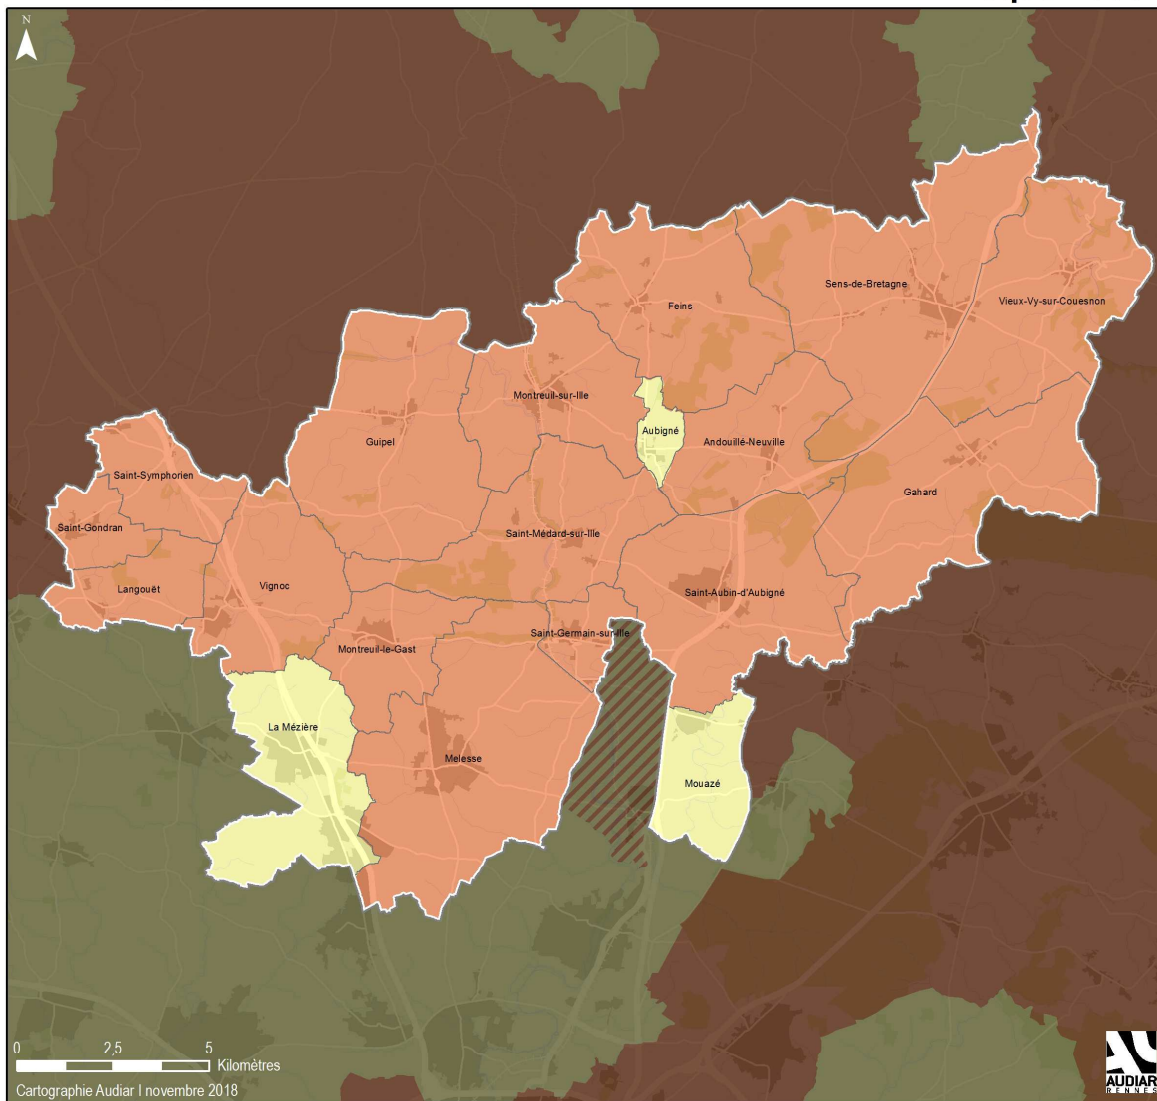 N
Sens-de-Bretagne
Vieux-Vy-sur-Couesnon
Feins
Montreuil-sur-Ille
Aubigné
Andouillé-Neuville
Guipel
Saint-Symphorien
Gahard
Saint-Gondran
Saint-Médard-sur-Ille
Langouët
Vignoc
Saint-Aubin-d'Aubigné
Saint-Germain-sur-Ille
Montreuil-le-Gast
La Mézière
Melesse
Mouazé
0 2,5 5
Kilomètres
Cartographie Audiar I novembre 2018
AUDIAR
RENNES